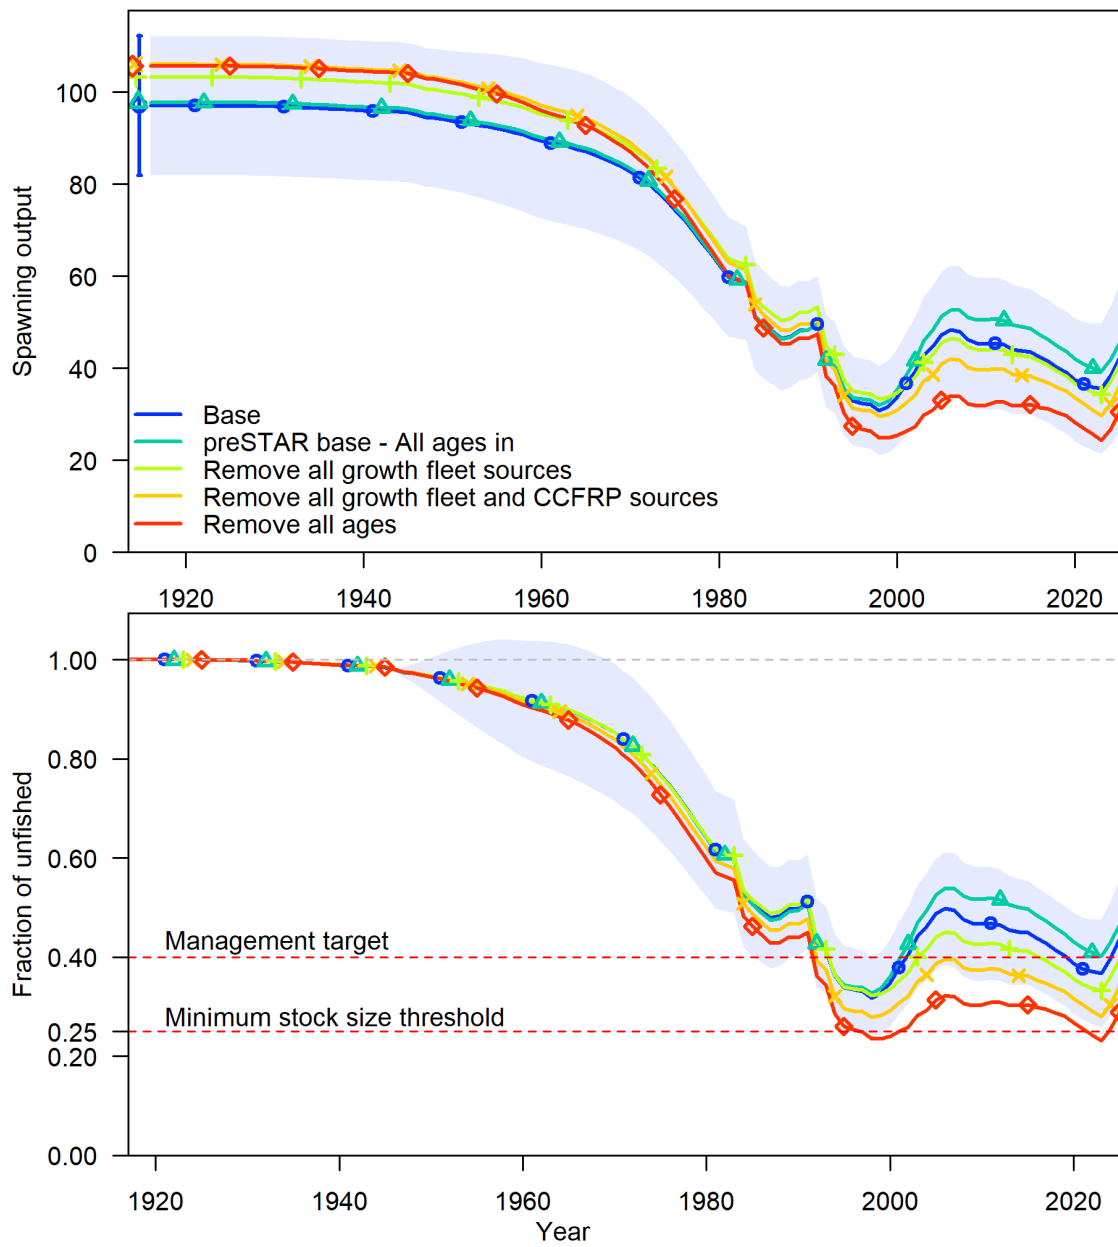 100
80
60
40
20
0
Spawning output
Base
preSTAR base - All ages in
Remove all growth fleet sources
Remove all growth fleet and CCFRP sources
Remove all ages
1920 1940 1960 1980 2000 2020
1.00
0.80
0.60
0.40
0.25
0.20
0.00
Fraction of unfished
Management target
Minimum stock size threshold
1920 1940 1960 1980 2000 2020
Year